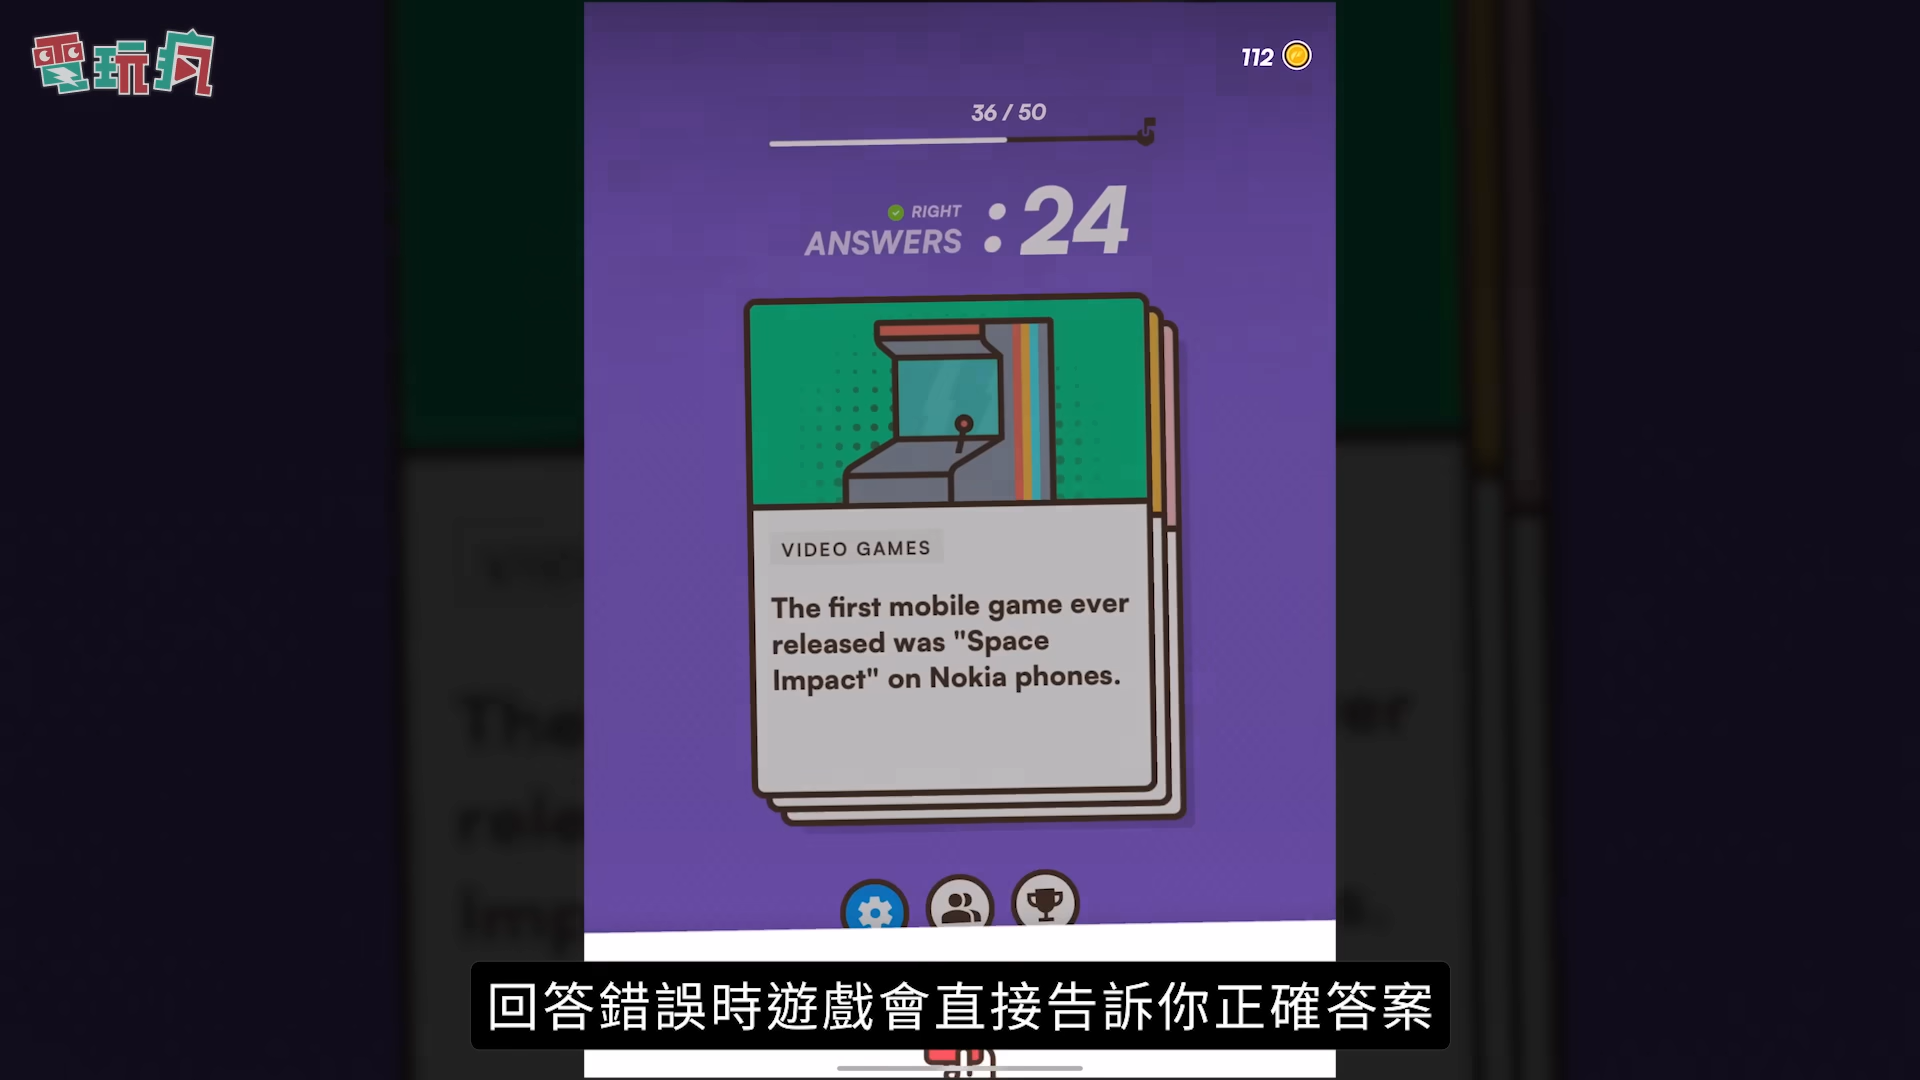 電玩瘋
112
36 / 50
RIGHT
ANSWERS
:24
VIDEO GAMES
The first mobile game ever
released was "Space
Impact" on Nokia phones.
回答錯誤時遊戲會直接告訴你正確答案